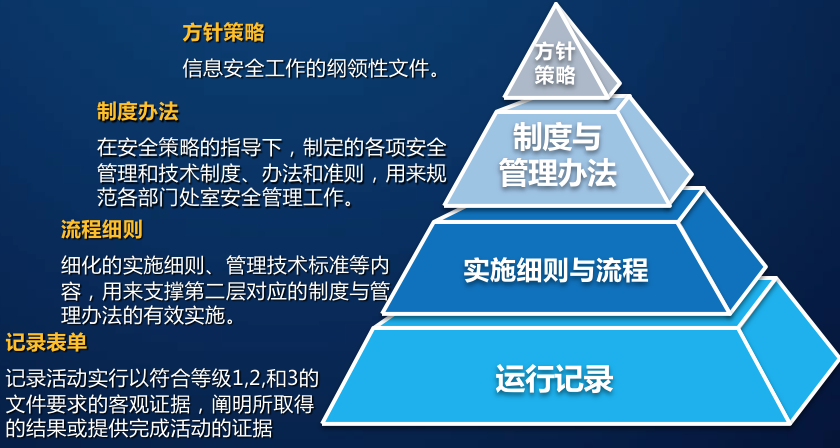 方针策略
信息安全工作的纲领性文件。
制度办法
在安全策略的指导下，制定的各项安全
管理和技术制度、办法和准则，用来规
范各部门处室安全管理工作。
流程细则
细化的实施细则、管理技术标准等内
容，用来支撑第二层对应的制度与管
理办法的有效实施。
记录表单
记录活动实行以符合等级1,2,和3的
文件要求的客观证据，阐明所取得
的结果或提供完成活动的证据
方针
策略
制度与
管理办法
实施细则与流程
运行记录